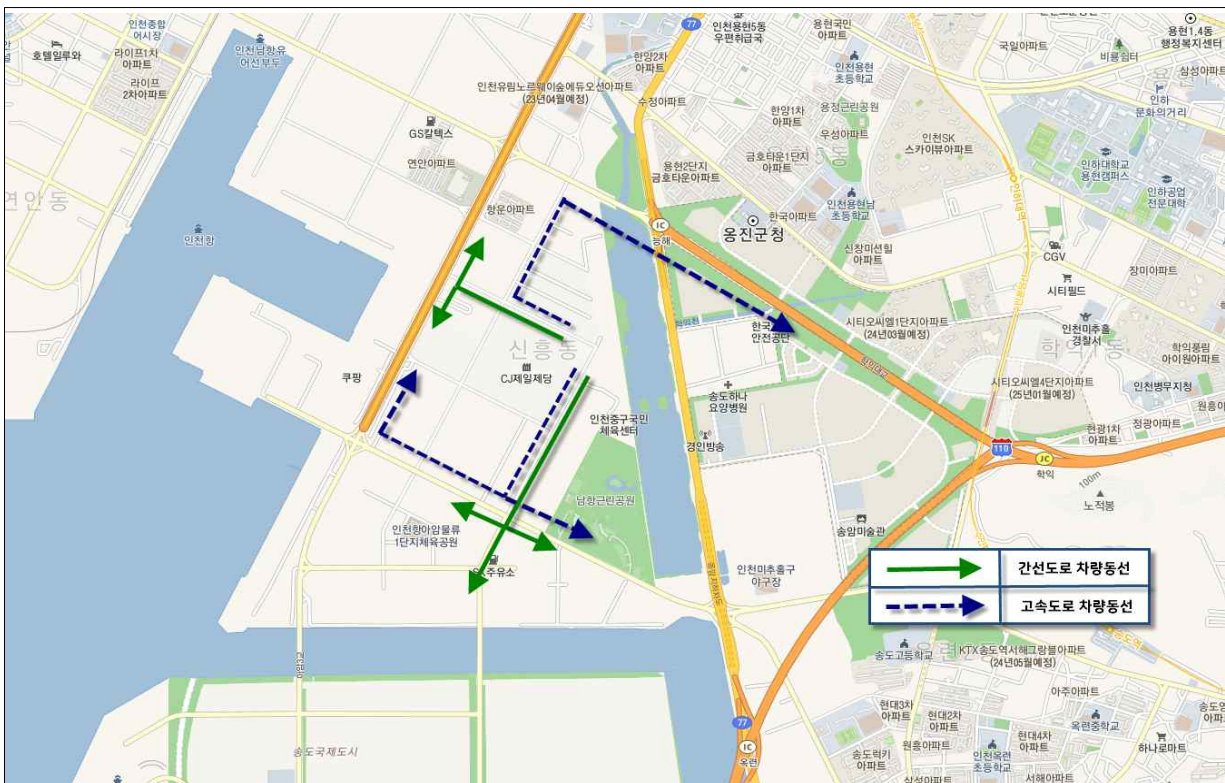 인천종합
어시장
호텔일루와
라이프1차
아파트
라이프
2차아파트
인천남항유
어선부두
77
인천용현5동
우편취급국
용현국민
아파트
국일아파트
비룡쉼터
용현1.4동
행정복지센터
삼성아파트
한양2차
아파트
인천용현
초등학교
인천유림노르웨이숲에듀오션아파트
(23년04월예정)
수정아파트
한양1차
아파트
용정근린공원
우성아파트
인하
문화의거리
GS칼텍스
연안아파트
용현2단지
금호타운아파트
금호타운1단지
아파트
인천SK
스카이뷰아파트
인하대학교
용현캠퍼스
인하공업
전문대학
인하대역
연안동
인천항
항운아파트
IC
능해
옹진군청
한국아파트
인천용현남
초등학교
신창미션힐
아파트
CGV
시티필드
장미아파트
신흥동
CJ제일제당
쿠팡
인천중구국민
체육센터
안전공단
시티오씨엘1단지아파트
(24년03월예정)
학익대교
인천미추홀
경찰서
학익풍림
아이원아파트
시티오씨엘4단지아파트
(25년01월예정)
인천병무지청
송도하나
요양병원
경인방송
현광1차
아파트
정광아파트
110
JC
학익
100m
노적봉
남항근린공원
인천항아암물류
1단지체육공원
주유소
송암미술관
인천미추홀구
야구장
간선도로 차량동선
고속도로 차량동선
송도고등학교
KTX송도역서해그랑블아파트
(24년05월예정)
송도역
아주아파트
현대3차
아파트
현대2차
아파트
인천옥련
초등학교
현대4차
아파트
원흥아파트
송도럭키
아파트
하나로마트
서해아파트
삼성아파트
77
IC
옥련
송도국제도시